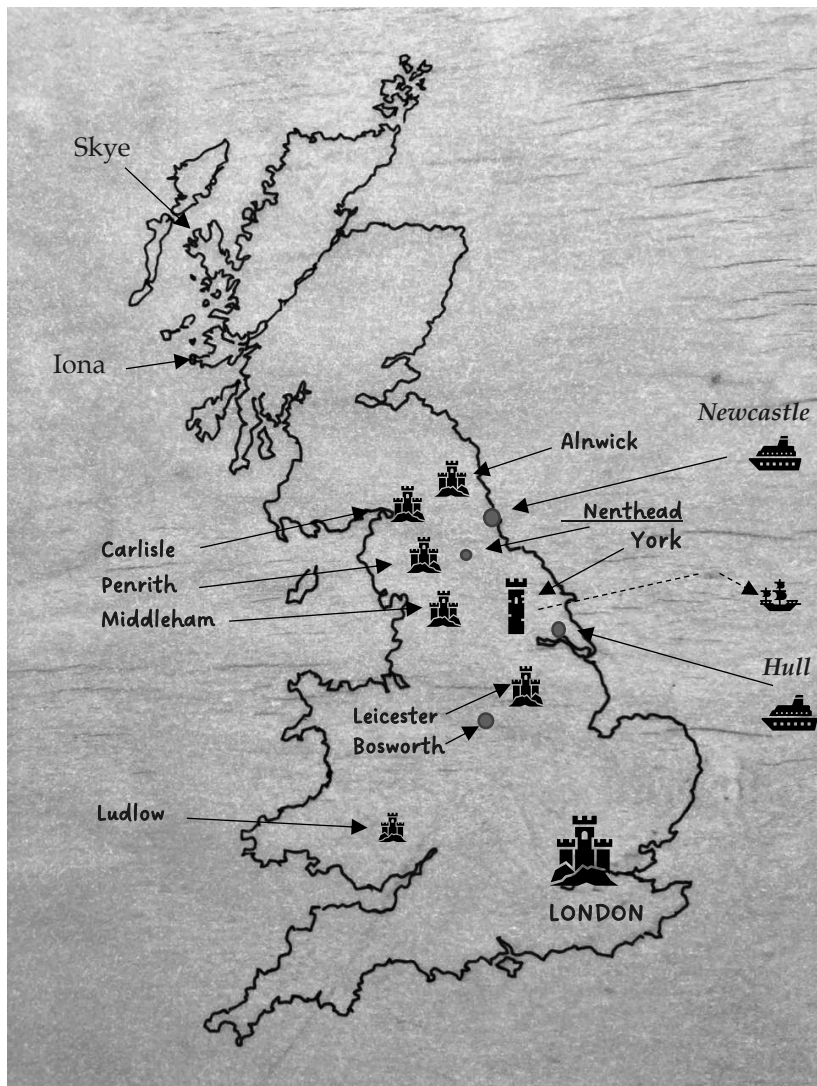 Skye
Iona
Newcastle
Alnwick
Nenthead
York
Carlisle
Penrith
Middleham
Hull
Leicester
Bosworth
Ludlow
LONDON